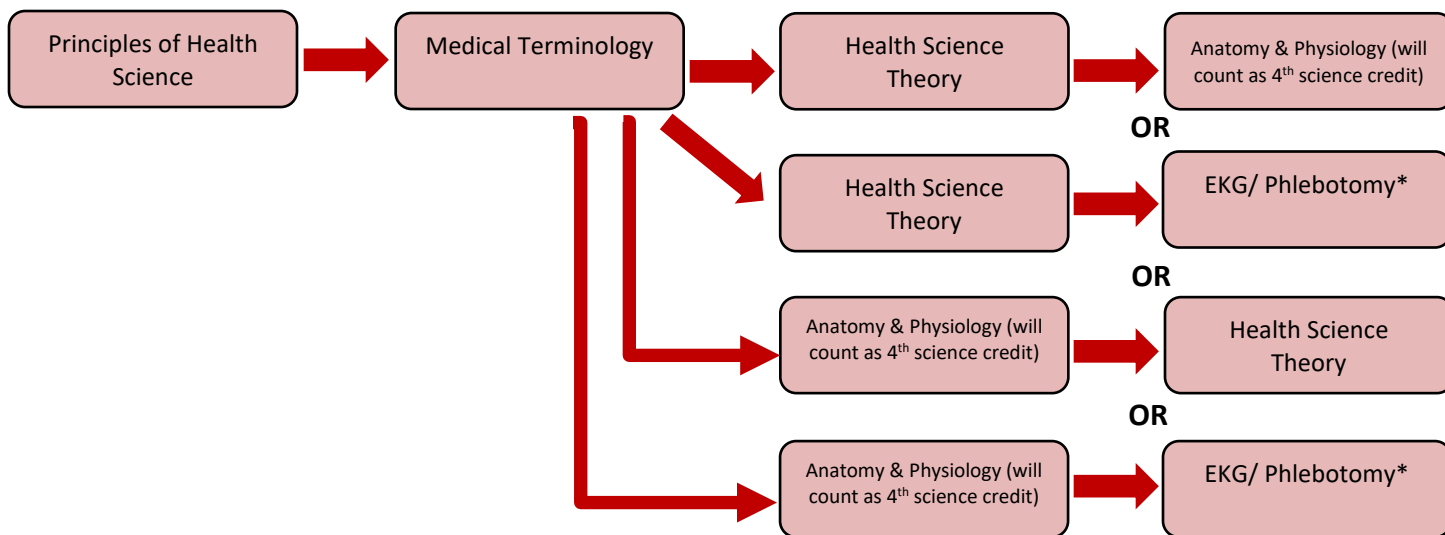 Principles of Health
Science
Medical Terminology
Health Science
Theory
Anatomy & Physiology (will
count as 4th science credit)
OR
Health Science
Theory
EKG/ Phlebotomy*
OR
Anatomy & Physiology (will
count as 4th science credit)
Health Science
Theory
OR
Anatomy & Physiology (will
count as 4th science credit)
EKG/ Phlebotomy*